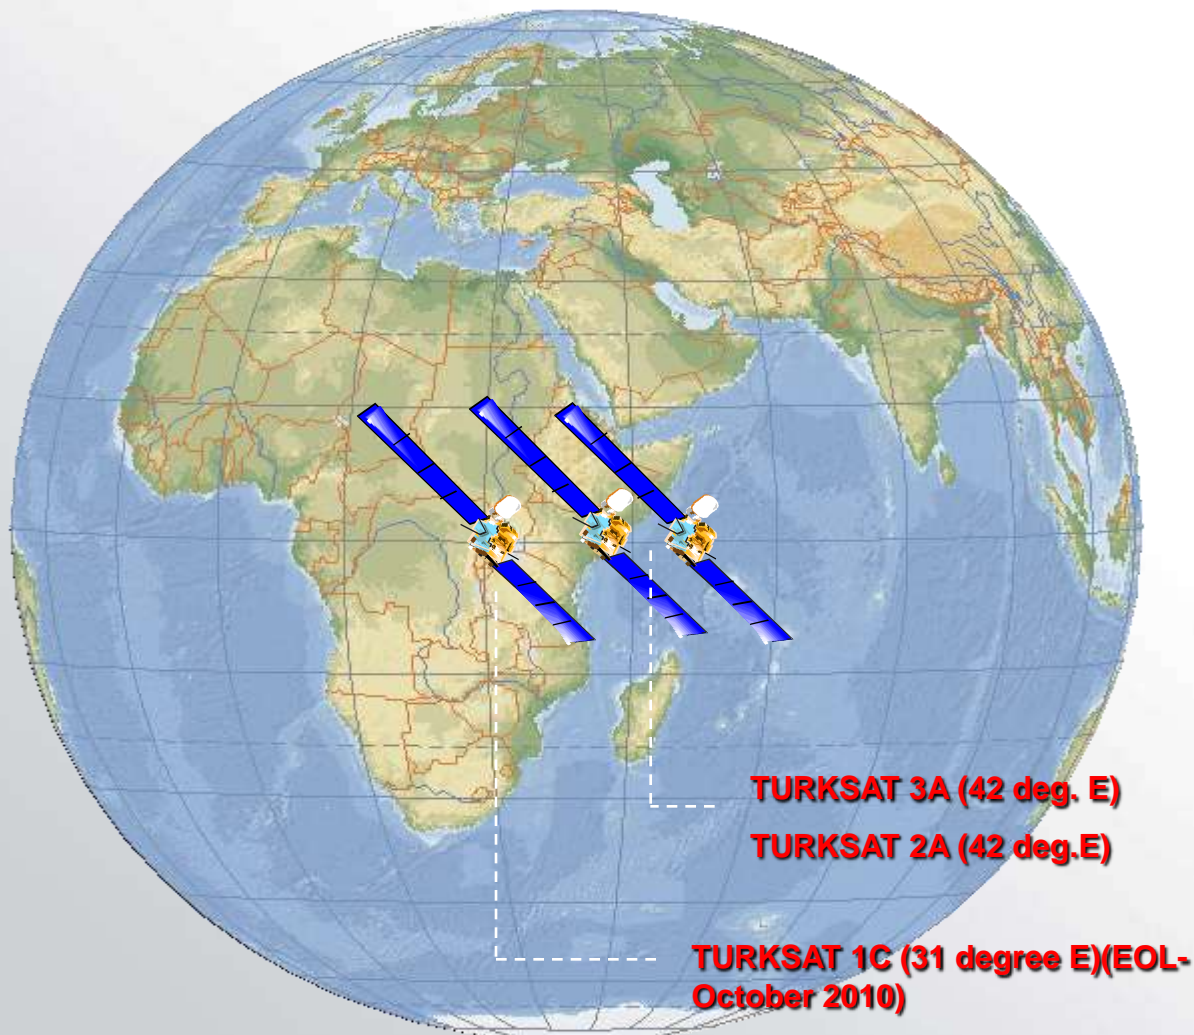 TURKSAT 3A (42 deg. E)
TURKSAT 2A (42 deg.E)
TURKSAT 1C (31 degree E)(EOL-
October 2010)